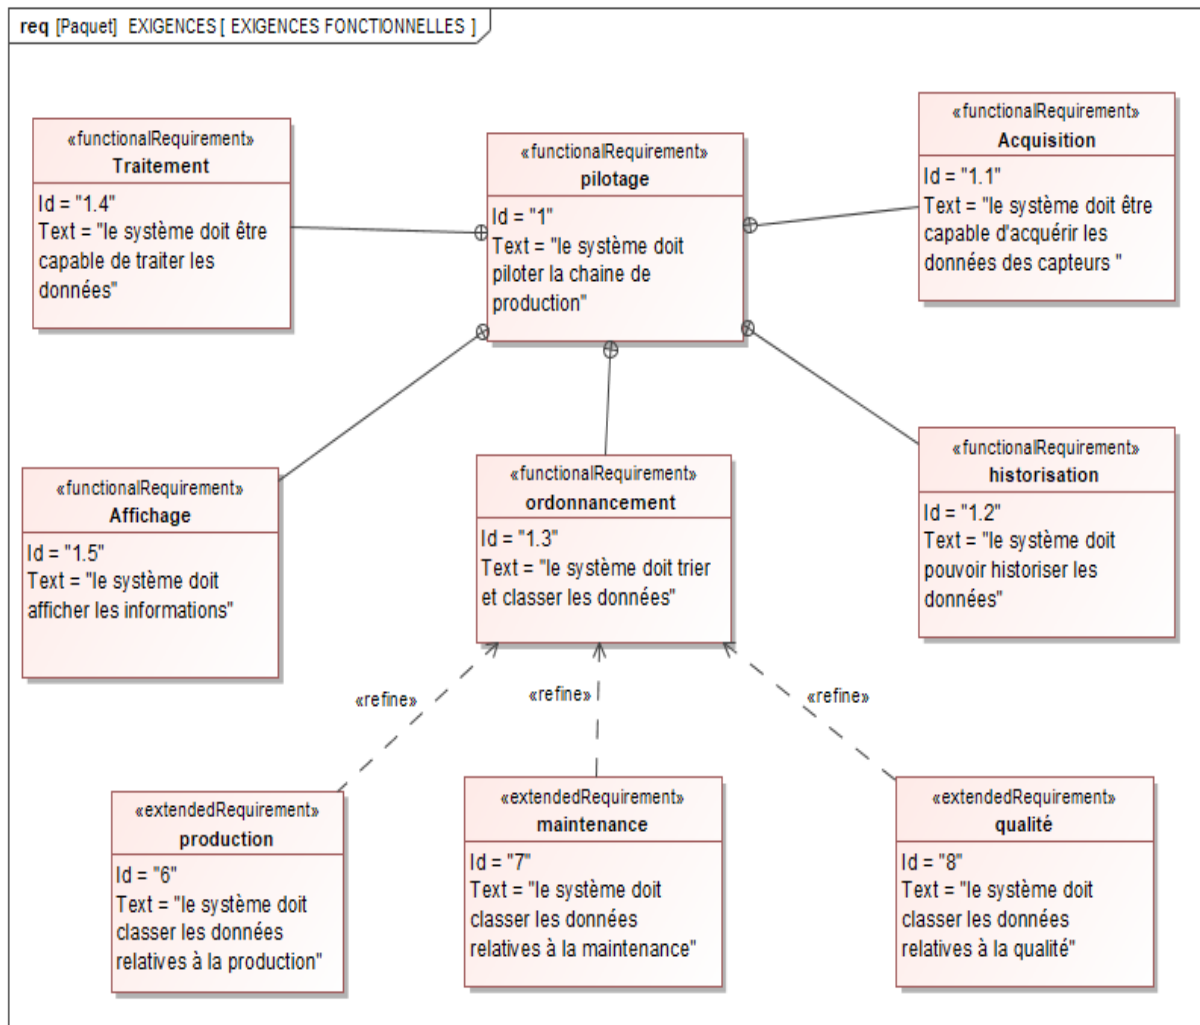 req [Paquet] EXIGENCES [ EXIGENCES FONCTIONNELLES ]
«functionalRequirement»
Traitement
Id = "1.4"
Text = "le système doit être
capable de traiter les
données"
«functionalRequirement»
pilotage
Id = "1"
Text = "le système doit
piloter la chaine de
production"
«functionalRequirement»
Acquisition
Id = "1.1"
Text = "le système doit être
capable d'acquérir les
données des capteurs "
«functionalRequirement»
Affichage
Id = "1.5"
Text = "le système doit
afficher les informations"
«functionalRequirement»
ordonnancement
Id = "1.3"
Text = "le système doit trier
et classer les données"
«functionalRequirement»
historisation
Id = "1.2"
Text = "le système doit
pouvoir historiser les
données"
«refine»
«refine»
«refine»
«extendedRequirement»
production
Id = "6"
Text = "le système doit
classer les données
relatives à la production"
«extendedRequirement»
maintenance
Id = "7"
Text = "le système doit
classer les données
relatives à la maintenance"
«extendedRequirement»
qualité
Id = "8"
Text = "le système doit
classer les données
relatives à la qualité"